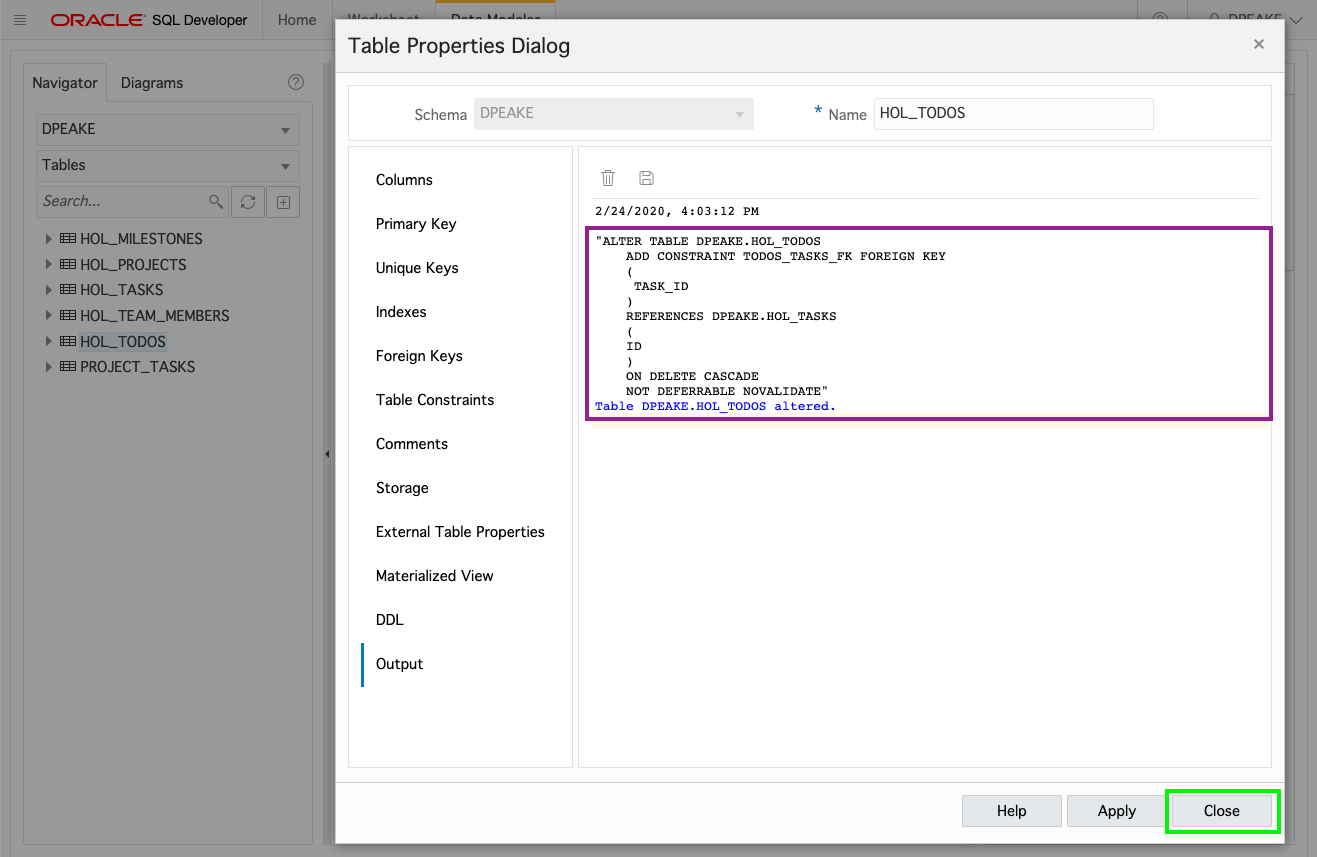 ORACLE SQL Developer
Home
Worksheet
Data Modeler
DPEAKE
Table Properties Dialog
Navigator
Diagrams
DPEAKE
Tables
Search...
HOL_MILESTONES
HOL_PROJECTS
HOL_TASKS
HOL_TEAM_MEMBERS
HOL_TODOS
PROJECT_TASKS
Schema
DPEAKE
* Name
HOL_TODOS
Columns
Primary Key
Unique Keys
Indexes
Foreign Keys
Table Constraints
Comments
Storage
External Table Properties
Materialized View
DDL
Output
2/24/2020, 4:03:12 PM
"ALTER TABLE DPEAKE.HOL_TODOS
ADD CONSTRAINT TODOS_TASKS_FK FOREIGN KEY
(
TASK_ID
)
REFERENCES DPEAKE.HOL_TASKS
(
ID
)
ON DELETE CASCADE
NOT DEFERRABLE NOVALIDATE"
Table DPEAKE.HOL_TODOS altered.
Help
Apply
Close